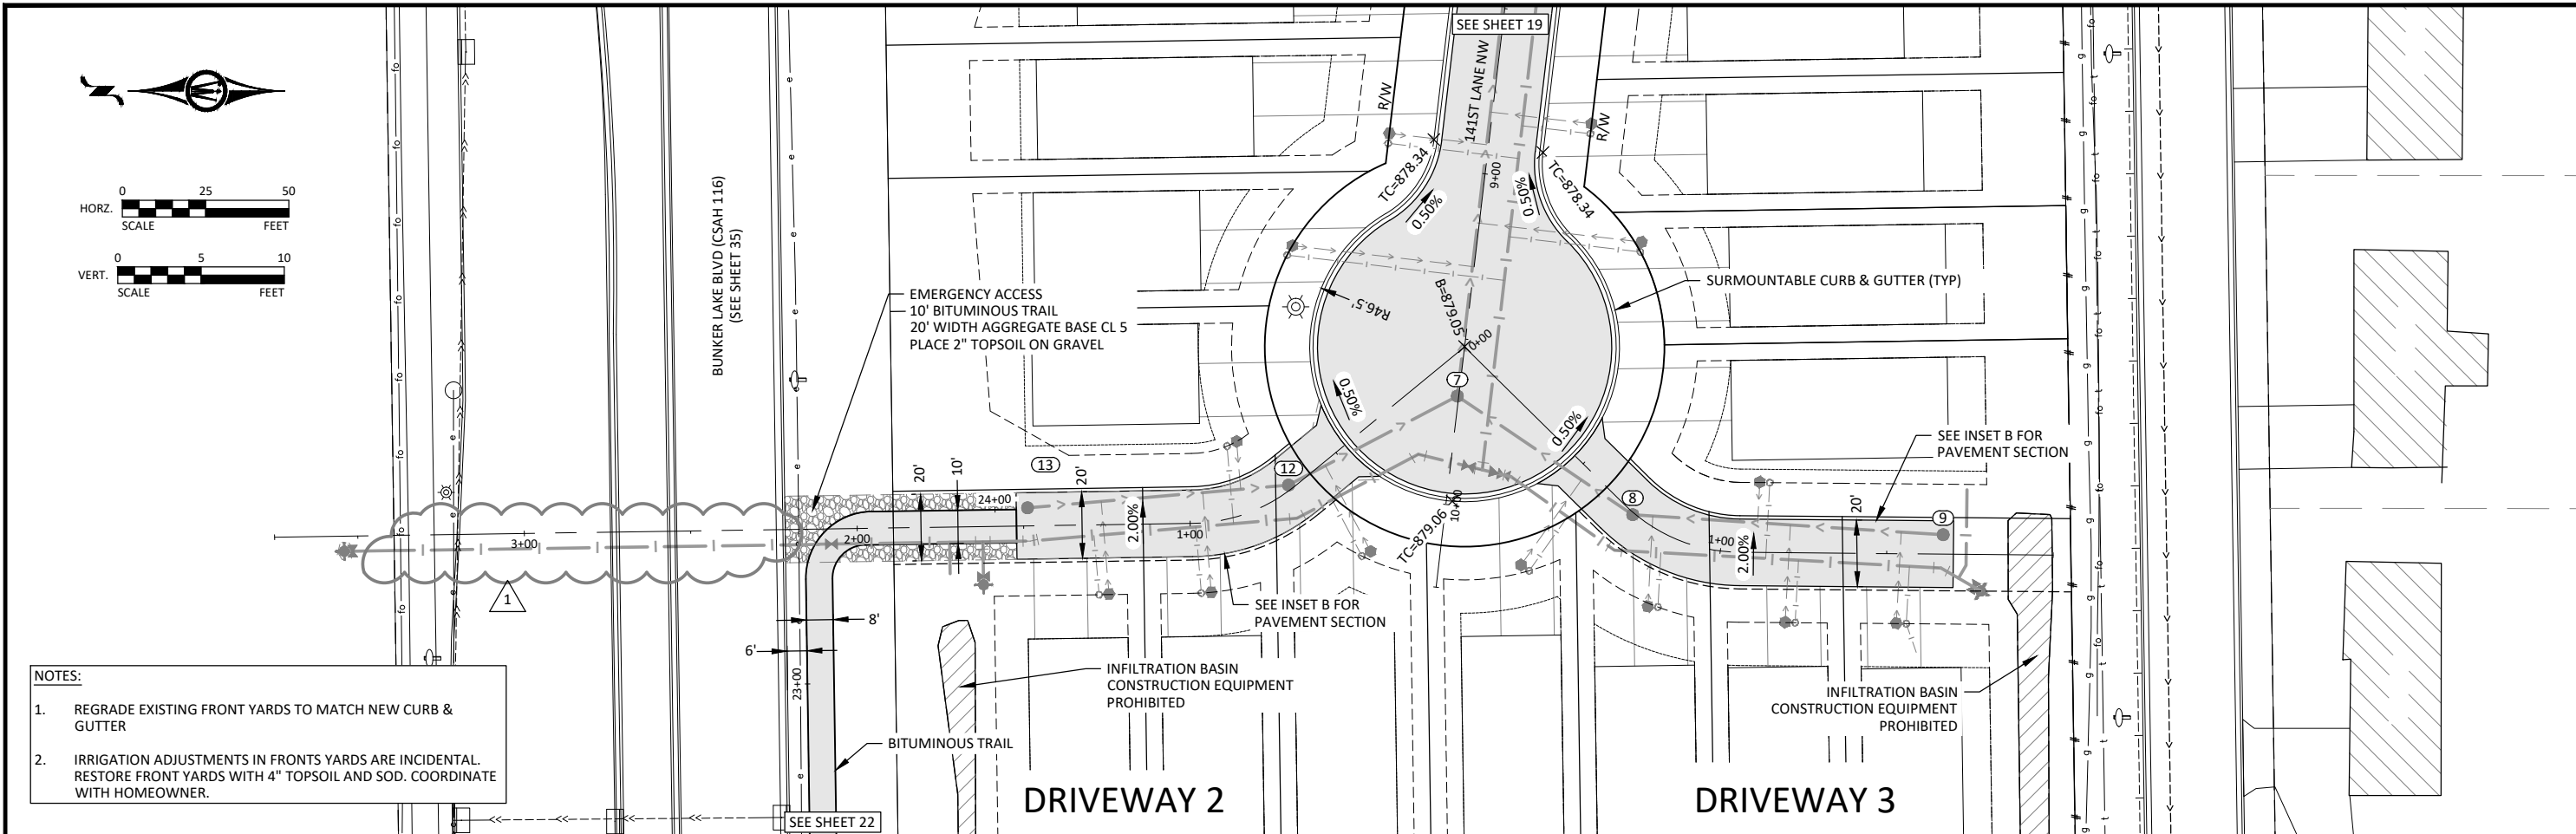 SEE SHEET 19
141ST LANE NW
R/W
R/W
9+00
TC=878.34
TC=878.34
0.50%
0.50%
HORZ.
0 25 50
SCALE FEET
VERT.
0 5 10
SCALE FEET
BUNKER LAKE BLVD (CSAH 116)
(SEE SHEET 35)
EMERGENCY ACCESS
10' BITUMINOUS TRAIL
20' WIDTH AGGREGATE BASE CL 5
PLACE 2" TOPSOIL ON GRAVEL
R46.5'
B=879.05
0+00
SURMOUNTABLE CURB & GUTTER (TYP)
7
0.50%
0.50%
SEE INSET B FOR
PAVEMENT SECTION
13
12
8
9
20'
10'
20'
20'
24+00
2.00%
1+00
2+00
3+00
10+00
TC=879.06
1+00
2.00%
1
8'
6'
23+00
SEE INSET B FOR
PAVEMENT SECTION
INFILTRATION BASIN
CONSTRUCTION EQUIPMENT
PROHIBITED
INFILTRATION BASIN
CONSTRUCTION EQUIPMENT
PROHIBITED
BITUMINOUS TRAIL
NOTES:
1. REGRADE EXISTING FRONT YARDS TO MATCH NEW CURB &
GUTTER
2. IRRIGATION ADJUSTMENTS IN FRONTS YARDS ARE INCIDENTAL.
RESTORE FRONT YARDS WITH 4" TOPSOIL AND SOD. COORDINATE
WITH HOMEOWNER.
DRIVEWAY 2
DRIVEWAY 3
SEE SHEET 22